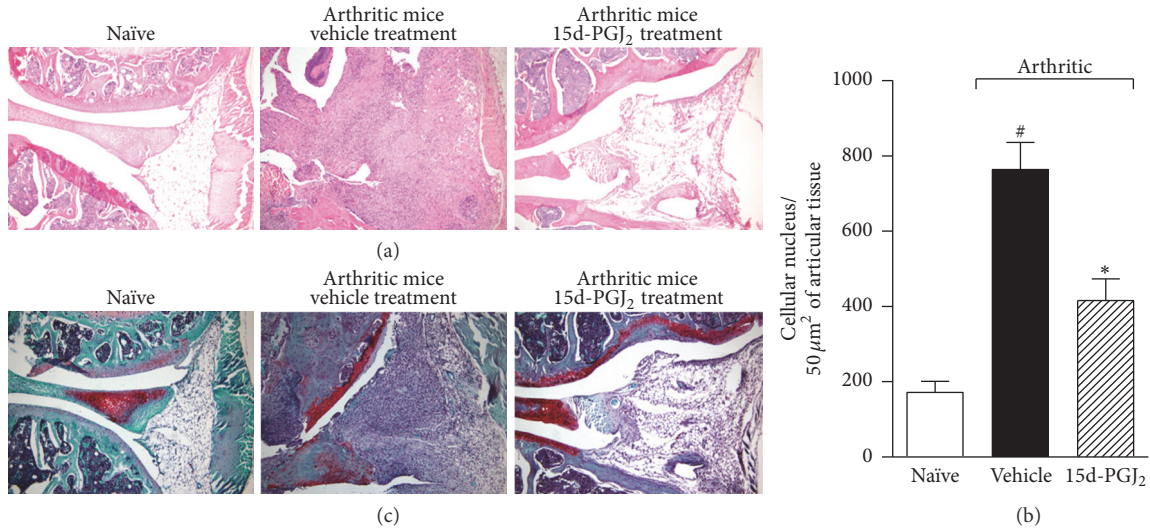 Naïve
Arthritic mice
vehicle treatment
Arthritic mice
15d-PGJ₂ treatment
(a)
Naïve
Arthritic mice
vehicle treatment
Arthritic mice
15d-PGJ₂ treatment
(c)
Cellular nucleus/
50 μm² of articular tissue
1000
800
600
400
200
0
Arthritic
#
*
Naïve
Vehicle
15d-PGJ₂
(b)